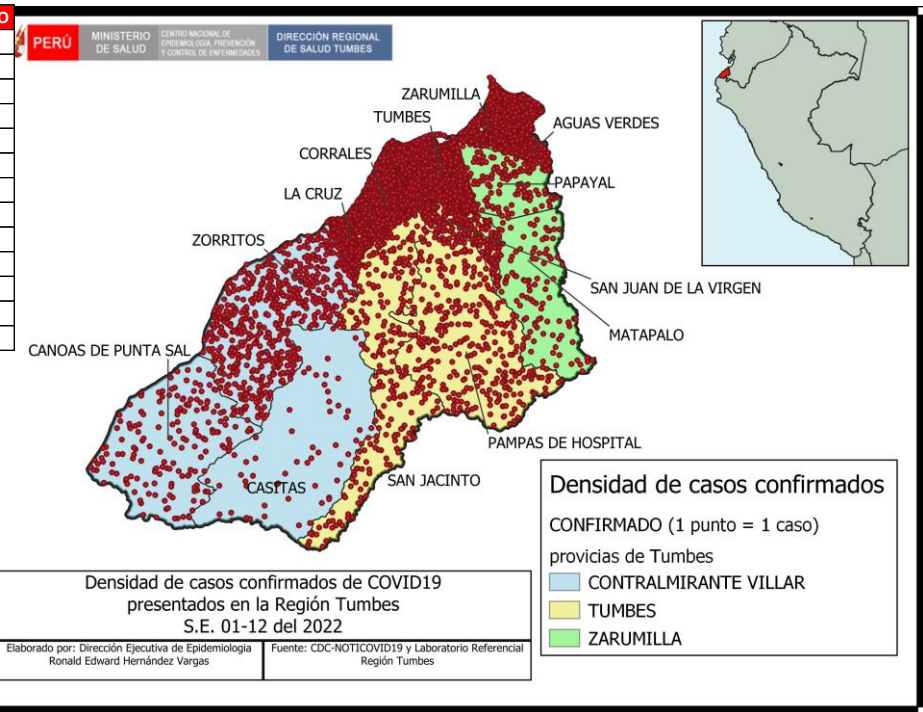 O
PERÚ
MINISTERIO
DE SALUD
CENTRO NACIONAL DE
EPIDEMIOLOGIA, PREVENCIÓN
Y CONTROL DE ENFERMEDADES
DIRECCIÓN REGIONAL
DE SALUD TUMBES
ZARUMILLA
TUMBES
AGUAS VERDES
CORRALES
PAPAYAL
LA CRUZ
ZORRITOS
SAN JUAN DE LA VIRGEN
MATAPALO
CANOAS DE PUNTA SAL
PAMPAS DE HOSPITAL
SAN JACINTO
CASITAS
Densidad de casos confirmados
CONFIRMADO (1 punto = 1 caso)
provicias de Tumbes
CONTRALMIRANTE VILLAR
TUMBES
ZARUMILLA
Densidad de casos confirmados de COVID19
presentados en la Región Tumbes
S.E. 01-12 del 2022
Elaborado por: Dirección Ejecutiva de Epidemiologia
Ronald Edward Hernández Vargas
Fuente: CDC-NOTICOVID19 y Laboratorio Referencial
Región Tumbes